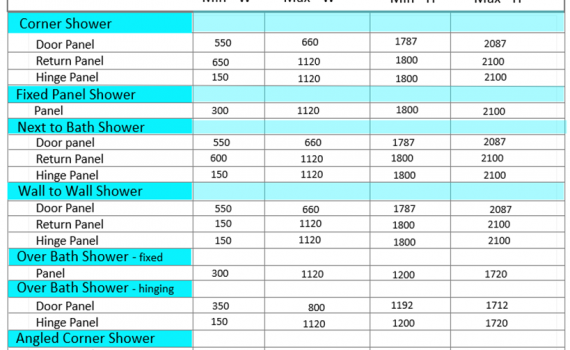 Min - W Max - W Min - H Max - H
Corner Shower
Door Panel 550 660 1787 2087
Return Panel 650 1120 1800 2100
Hinge Panel 150 1120 1800 2100
Fixed Panel Shower
Panel 300 1120 1800 2100
Next to Bath Shower
Door panel 550 660 1787 2087
Return Panel 600 1120 1800 2100
Hinge Panel 150 1120 1800 2100
Wall to Wall Shower
Door Panel 550 660 1787 2087
Return Panel 150 1120 1800 2100
Hinge Panel 150 1120 1800 2100
Over Bath Shower - fixed
Panel 300 1120 1200 1720
Over Bath Shower - hinging
Door Panel 350 800 1192 1712
Hinge Panel 150 1120 1200 1720
Angled Corner Shower